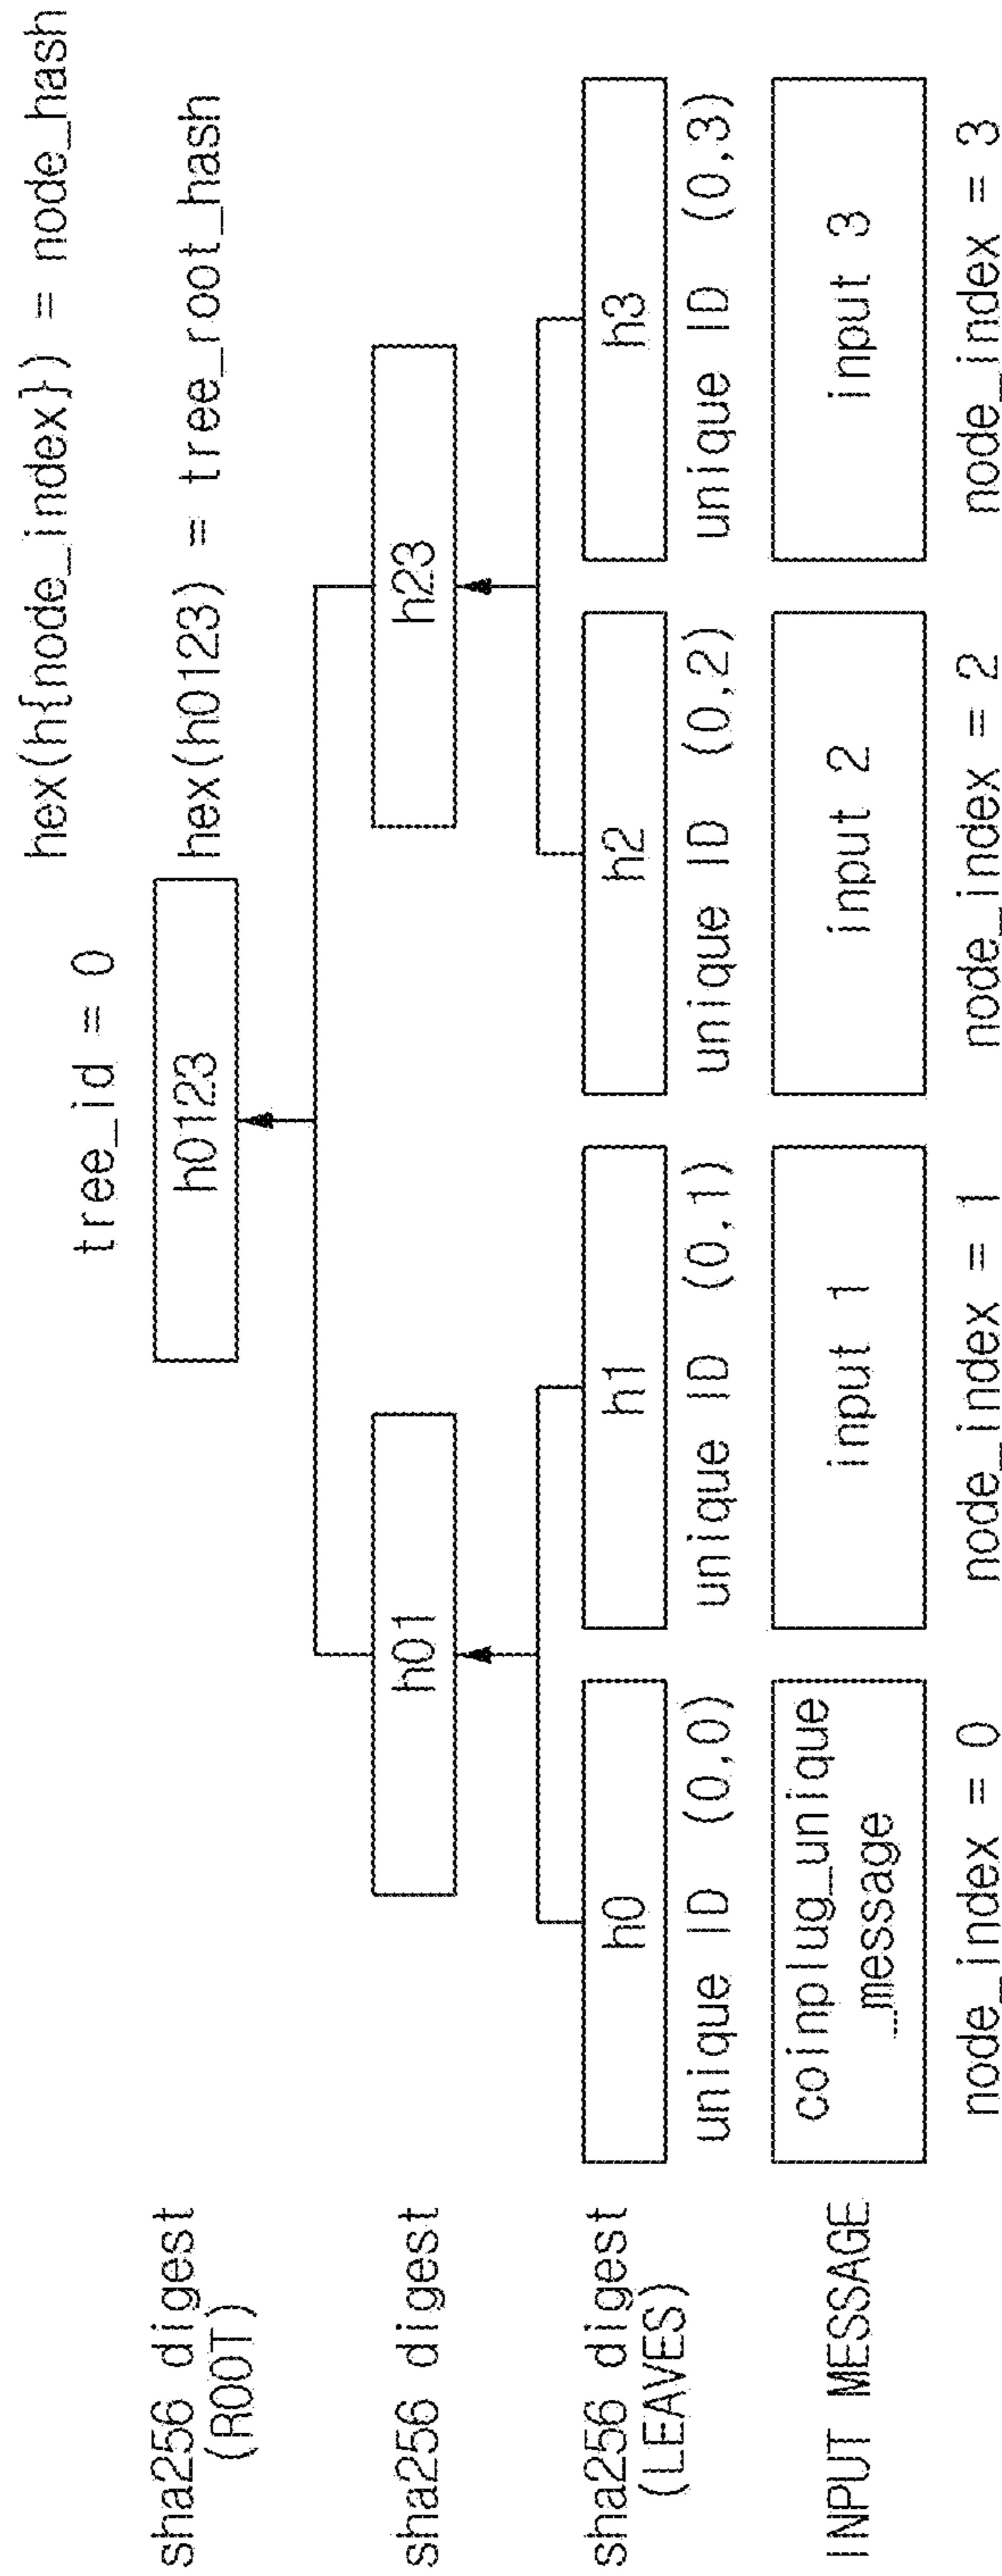 hex(h{node_index}) = node_hash
tree_id = 0
sha256 digest
(ROOT)
h0123
hex(h0123) = tree_root_hash
sha256 digest
h01
h23
sha256 digest
(LEAVES)
h0
h1
h2
h3
unique ID (0,0)
unique ID (0,1)
unique ID (0,2)
unique ID (0,3)
INPUT MESSAGE
coinplug_unique
_message
input 1
input 2
input 3
node_index = 0
node_index = 1
node_index = 2
node_index = 3